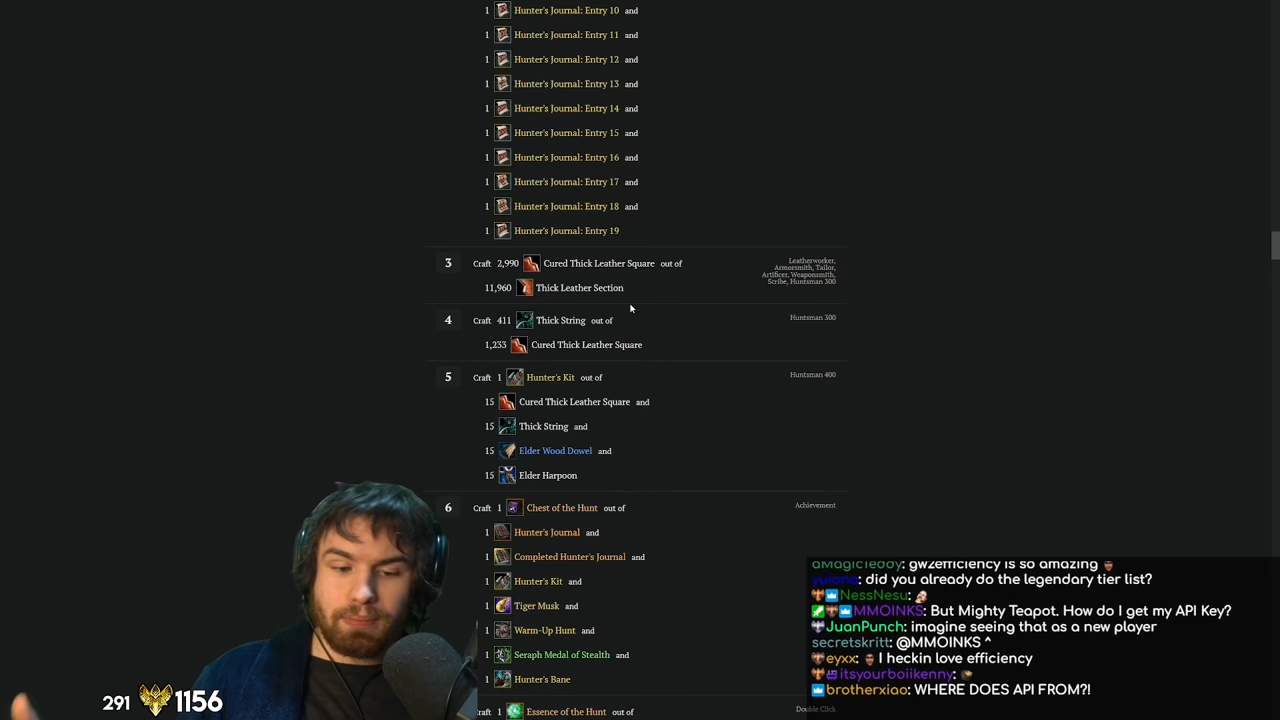 1 Hunter's Journal: Entry 10 and
1 Hunter's Journal: Entry 11 and
1 Hunter's Journal: Entry 12 and
1 Hunter's Journal: Entry 13 and
1 Hunter's Journal: Entry 14 and
1 Hunter's Journal: Entry 15 and
1 Hunter's Journal: Entry 16 and
1 Hunter's Journal: Entry 17 and
1 Hunter's Journal: Entry 18 and
1 Hunter's Journal: Entry 19
3 Craft 2,990 Cured Thick Leather Square out of
11,960 Thick Leather Section
Leatherworker,
Armorsmith, Tailor,
Artificer, Weaponsmith,
Scribe, Huntsman 300
4 Craft 411 Thick String out of
1,233 Cured Thick Leather Square
Huntsman 300
5 Craft 1 Hunter's Kit out of
15 Cured Thick Leather Square and
15 Thick String and
15 Elder Wood Dowel and
15 Elder Harpoon
Huntsman 400
6 Craft 1 Chest of the Hunt out of
1 Hunter's Journal and
1 Completed Hunter's Journal and
1 Hunter's Kit and
1 Tiger Musk and
1 Warm-Up Hunt and
1 Seraph Medal of Stealth and
1 Hunter's Bane
Achievement
Craft 1 Essence of the Hunt out of
Double Click
aMagicTeddy: gw2efficiency is so amazing
yuiona: did you already do the legendary tier list?
NessNesu:
MMOINKS: But Mighty Teapot. How do I get my API Key?
JuanPunch: imagine seeing that as a new player
secretskritt: @MMOINKS ^
eyxx: I heckin love efficiency
itsyourboiikenny:
brotherxiao: WHERE DOES API FROM?!
291 1156